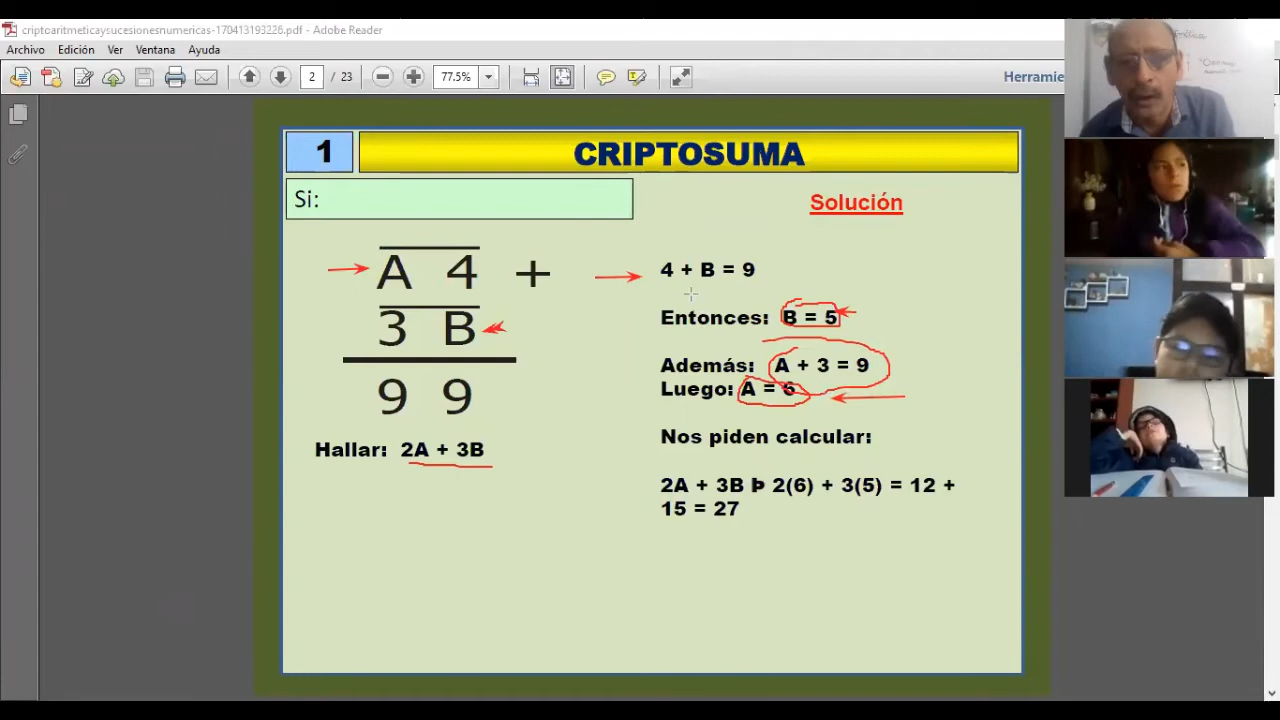 criptoaritmeticaysucesionesnumericas-170413193226.pdf - Adobe Reader
Archivo Edición Ver Ventana Ayuda
2 / 23 77.5% Herramie
1 CRIPTOSUMA
Si:
Solución
A 4 +
3 B
9 9
Hallar: 2A + 3B
4 + B = 9
Entonces: B = 5
Además: A + 3 = 9
Luego: A = 6
Nos piden calcular:
2A + 3B Þ 2(6) + 3(5) = 12 +
15 = 27